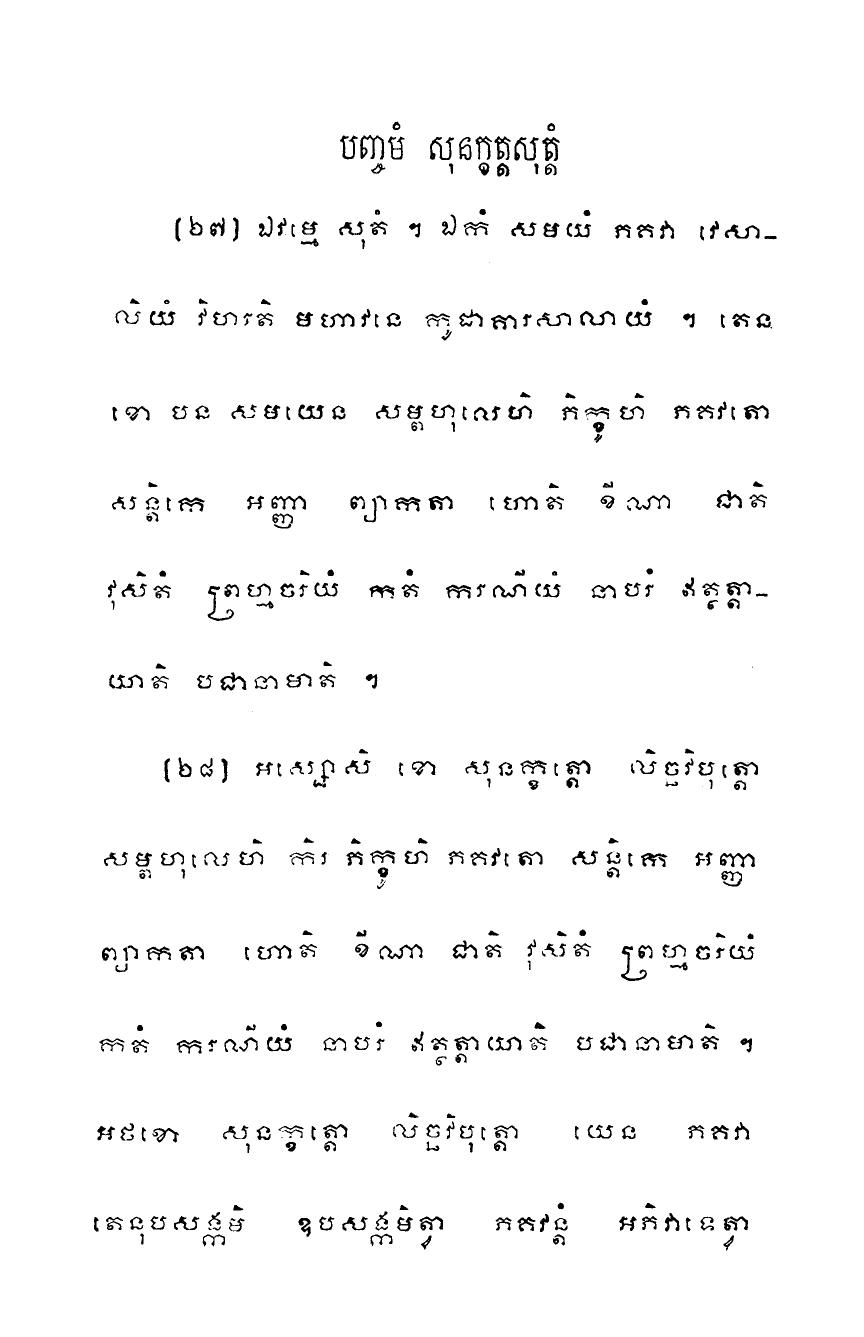 បញ្ចមំ សុនក្ខត្តសុត្តំ
(២៧) ឯវម្មេ សុតំ ។ ឯកំ សមយំ ភគវា វេសា-
លិយំ វិហរតិ មហាវនេ កូដាគារសាលាយំ ។ តេន
ខោ បន សមយេន សម្ពហុលេហិ ភិក្ខូហិ ភគវតោ
សន្តិកេ អញ្ញា ព្យាកតា ហោតិ ខីណា ជាតិ
វុសិតំ ព្រហ្មចរិយំ កតំ ករណីយំ នាបរំ ឥត្ថត្តា-
យាតិ បជានាមាតិ ។
(២៨) អស្សោសិ ខោ សុនក្ខត្តោ លិច្ឆវិបុត្តោ
សម្ពហុលេហិ កិរ ភិក្ខូហិ ភគវតោ សន្តិកេ អញ្ញា
ព្យាកតា ហោតិ ខីណា ជាតិ វុសិតំ ព្រហ្មចរិយំ
កតំ ករណីយំ នាបរំ ឥត្ថត្តាយាតិ បជានាមាតិ ។
អថខោ សុនក្ខត្តោ លិច្ឆវិបុត្តោ យេន ភគវា
តេនុបសង្កមិ ឧបសង្កមិត្វា ភគវន្តំ អភិវាទេត្វា